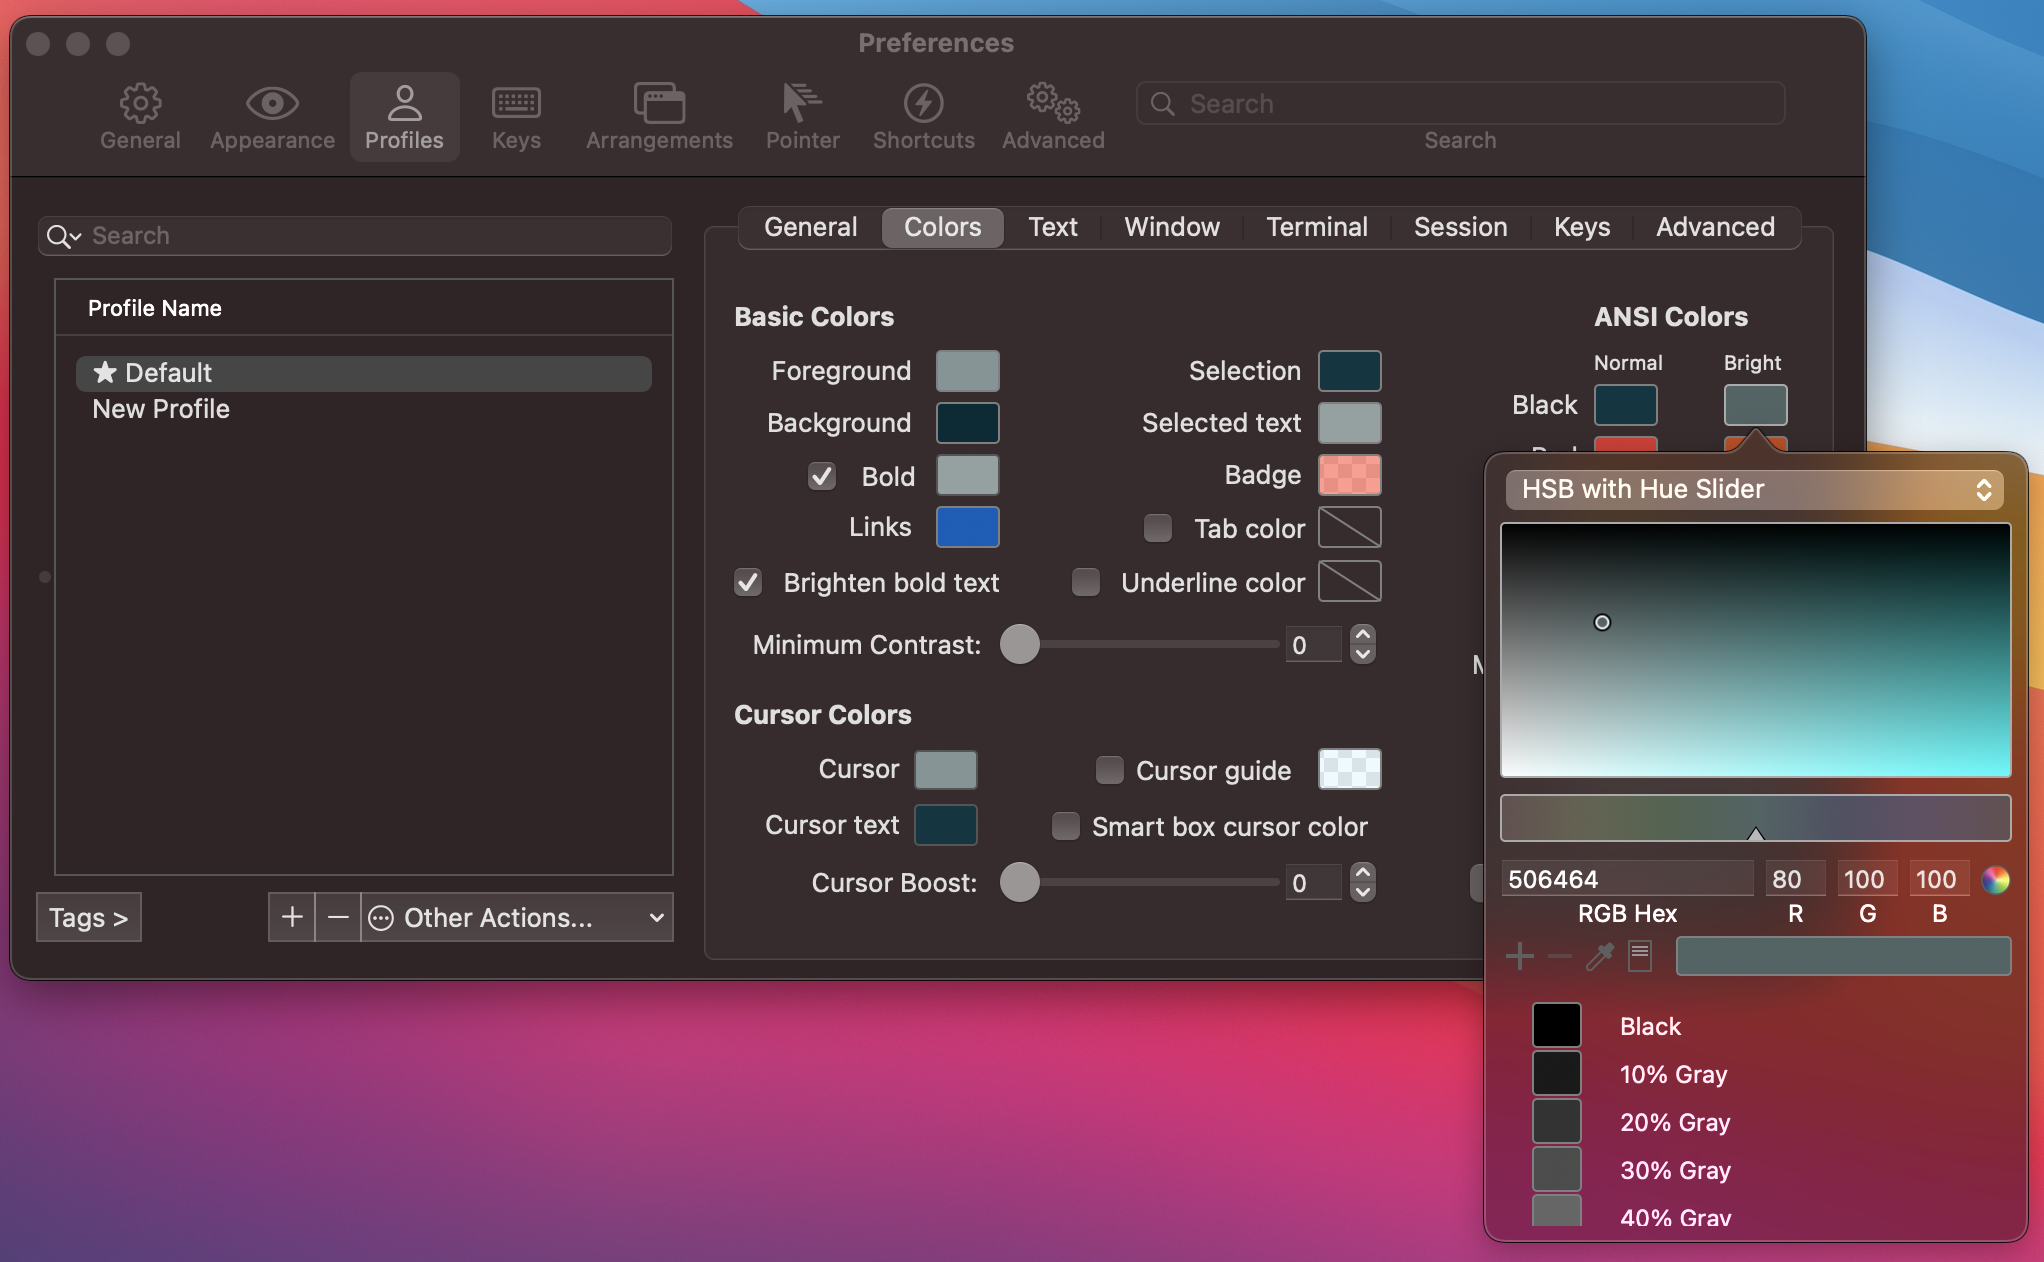 Preferences
General
Appearance
Profiles
Keys
Arrangements
Pointer
Shortcuts
Advanced
Search
Search
Search
Profile Name
Default
New Profile
Tags >
Other Actions...
General
Colors
Text
Window
Terminal
Session
Keys
Advanced
Basic Colors
Foreground
Background
Bold
Links
Brighten bold text
Minimum Contrast:
0
Selection
Selected text
Badge
Tab color
Underline color
Cursor Colors
Cursor
Cursor text
Cursor Boost:
0
Cursor guide
Smart box cursor color
ANSI Colors
Normal
Bright
Black
HSB with Hue Slider
506464
80
100
100
RGB Hex
R
G
B
Black
10% Gray
20% Gray
30% Gray
40% Gray